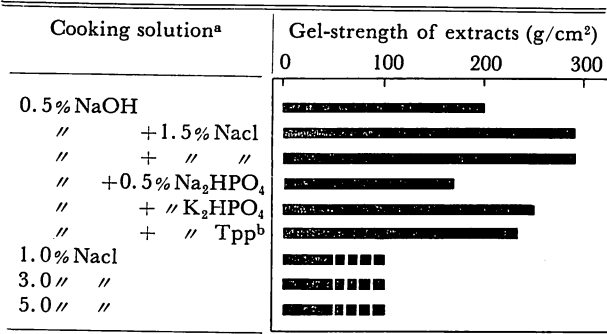 Cooking solutionᵃ
Gel-strength of extracts (g/cm²)
0 100 200 300
0.5%NaOH
〃 +1.5%Nacl
〃 + 〃 〃
〃 +0.5%Na₂HPO₄
〃 + 〃K₂HPO₄
〃 + 〃 Tppᵇ
1.0%Nacl
3.0〃 〃
5.0〃 〃